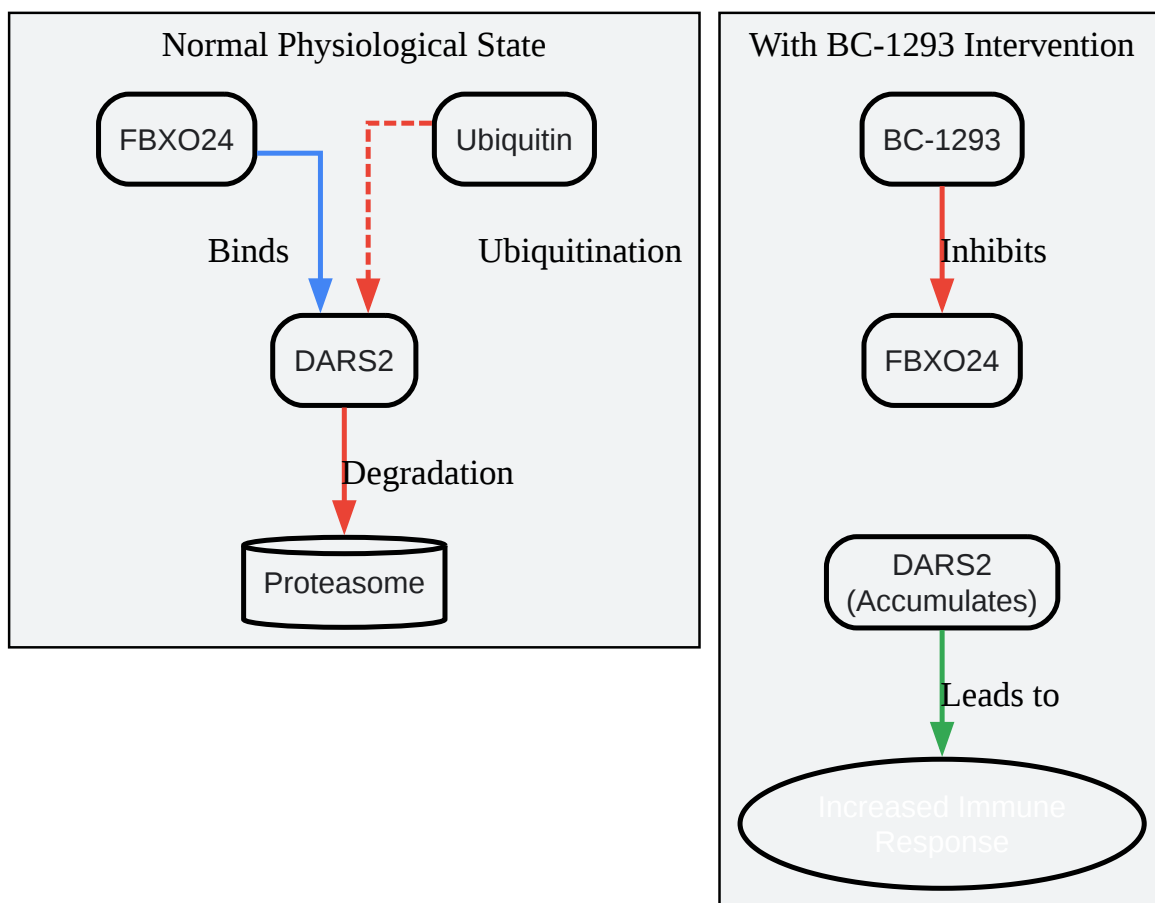 Normal Physiological State
FBXO24
Ubiquitin
Binds
Ubiquitination
DARS2
Degradation
Proteasome
With BC-1293 Intervention
BC-1293
Inhibits
FBXO24
DARS2
(Accumulates)
Leads to
Increased Immune
Response